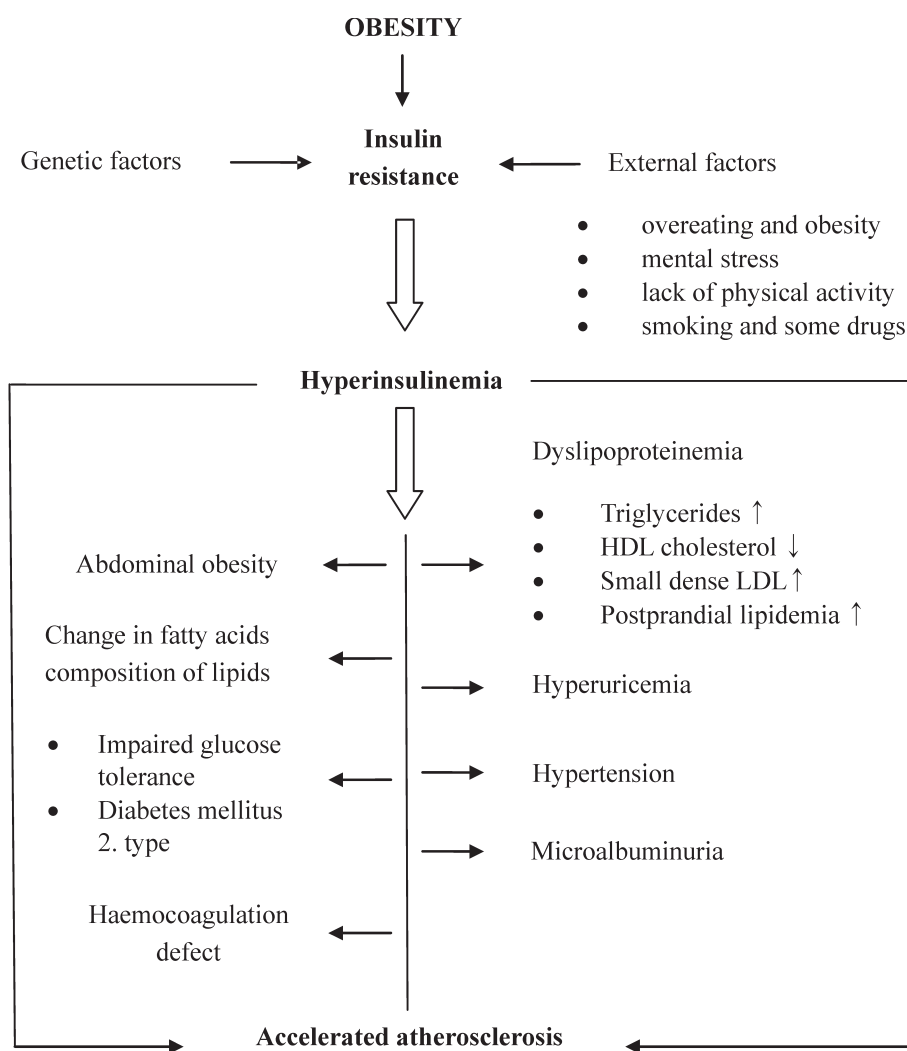 OBESITY
Insulin
resistance
Genetic factors
External factors
• overeating and obesity
• mental stress
• lack of physical activity
• smoking and some drugs
Hyperinsulinemia
Abdominal obesity
Change in fatty acids
composition of lipids
• Impaired glucose
tolerance
• Diabetes mellitus
2. type
Haemocoagulation
defect
Dyslipoproteinemia
• Triglycerides ↑
• HDL cholesterol ↓
• Small dense LDL ↑
• Postprandial lipidemia ↑
Hyperuricemia
Hypertension
Microalbuminuria
Accelerated atherosclerosis